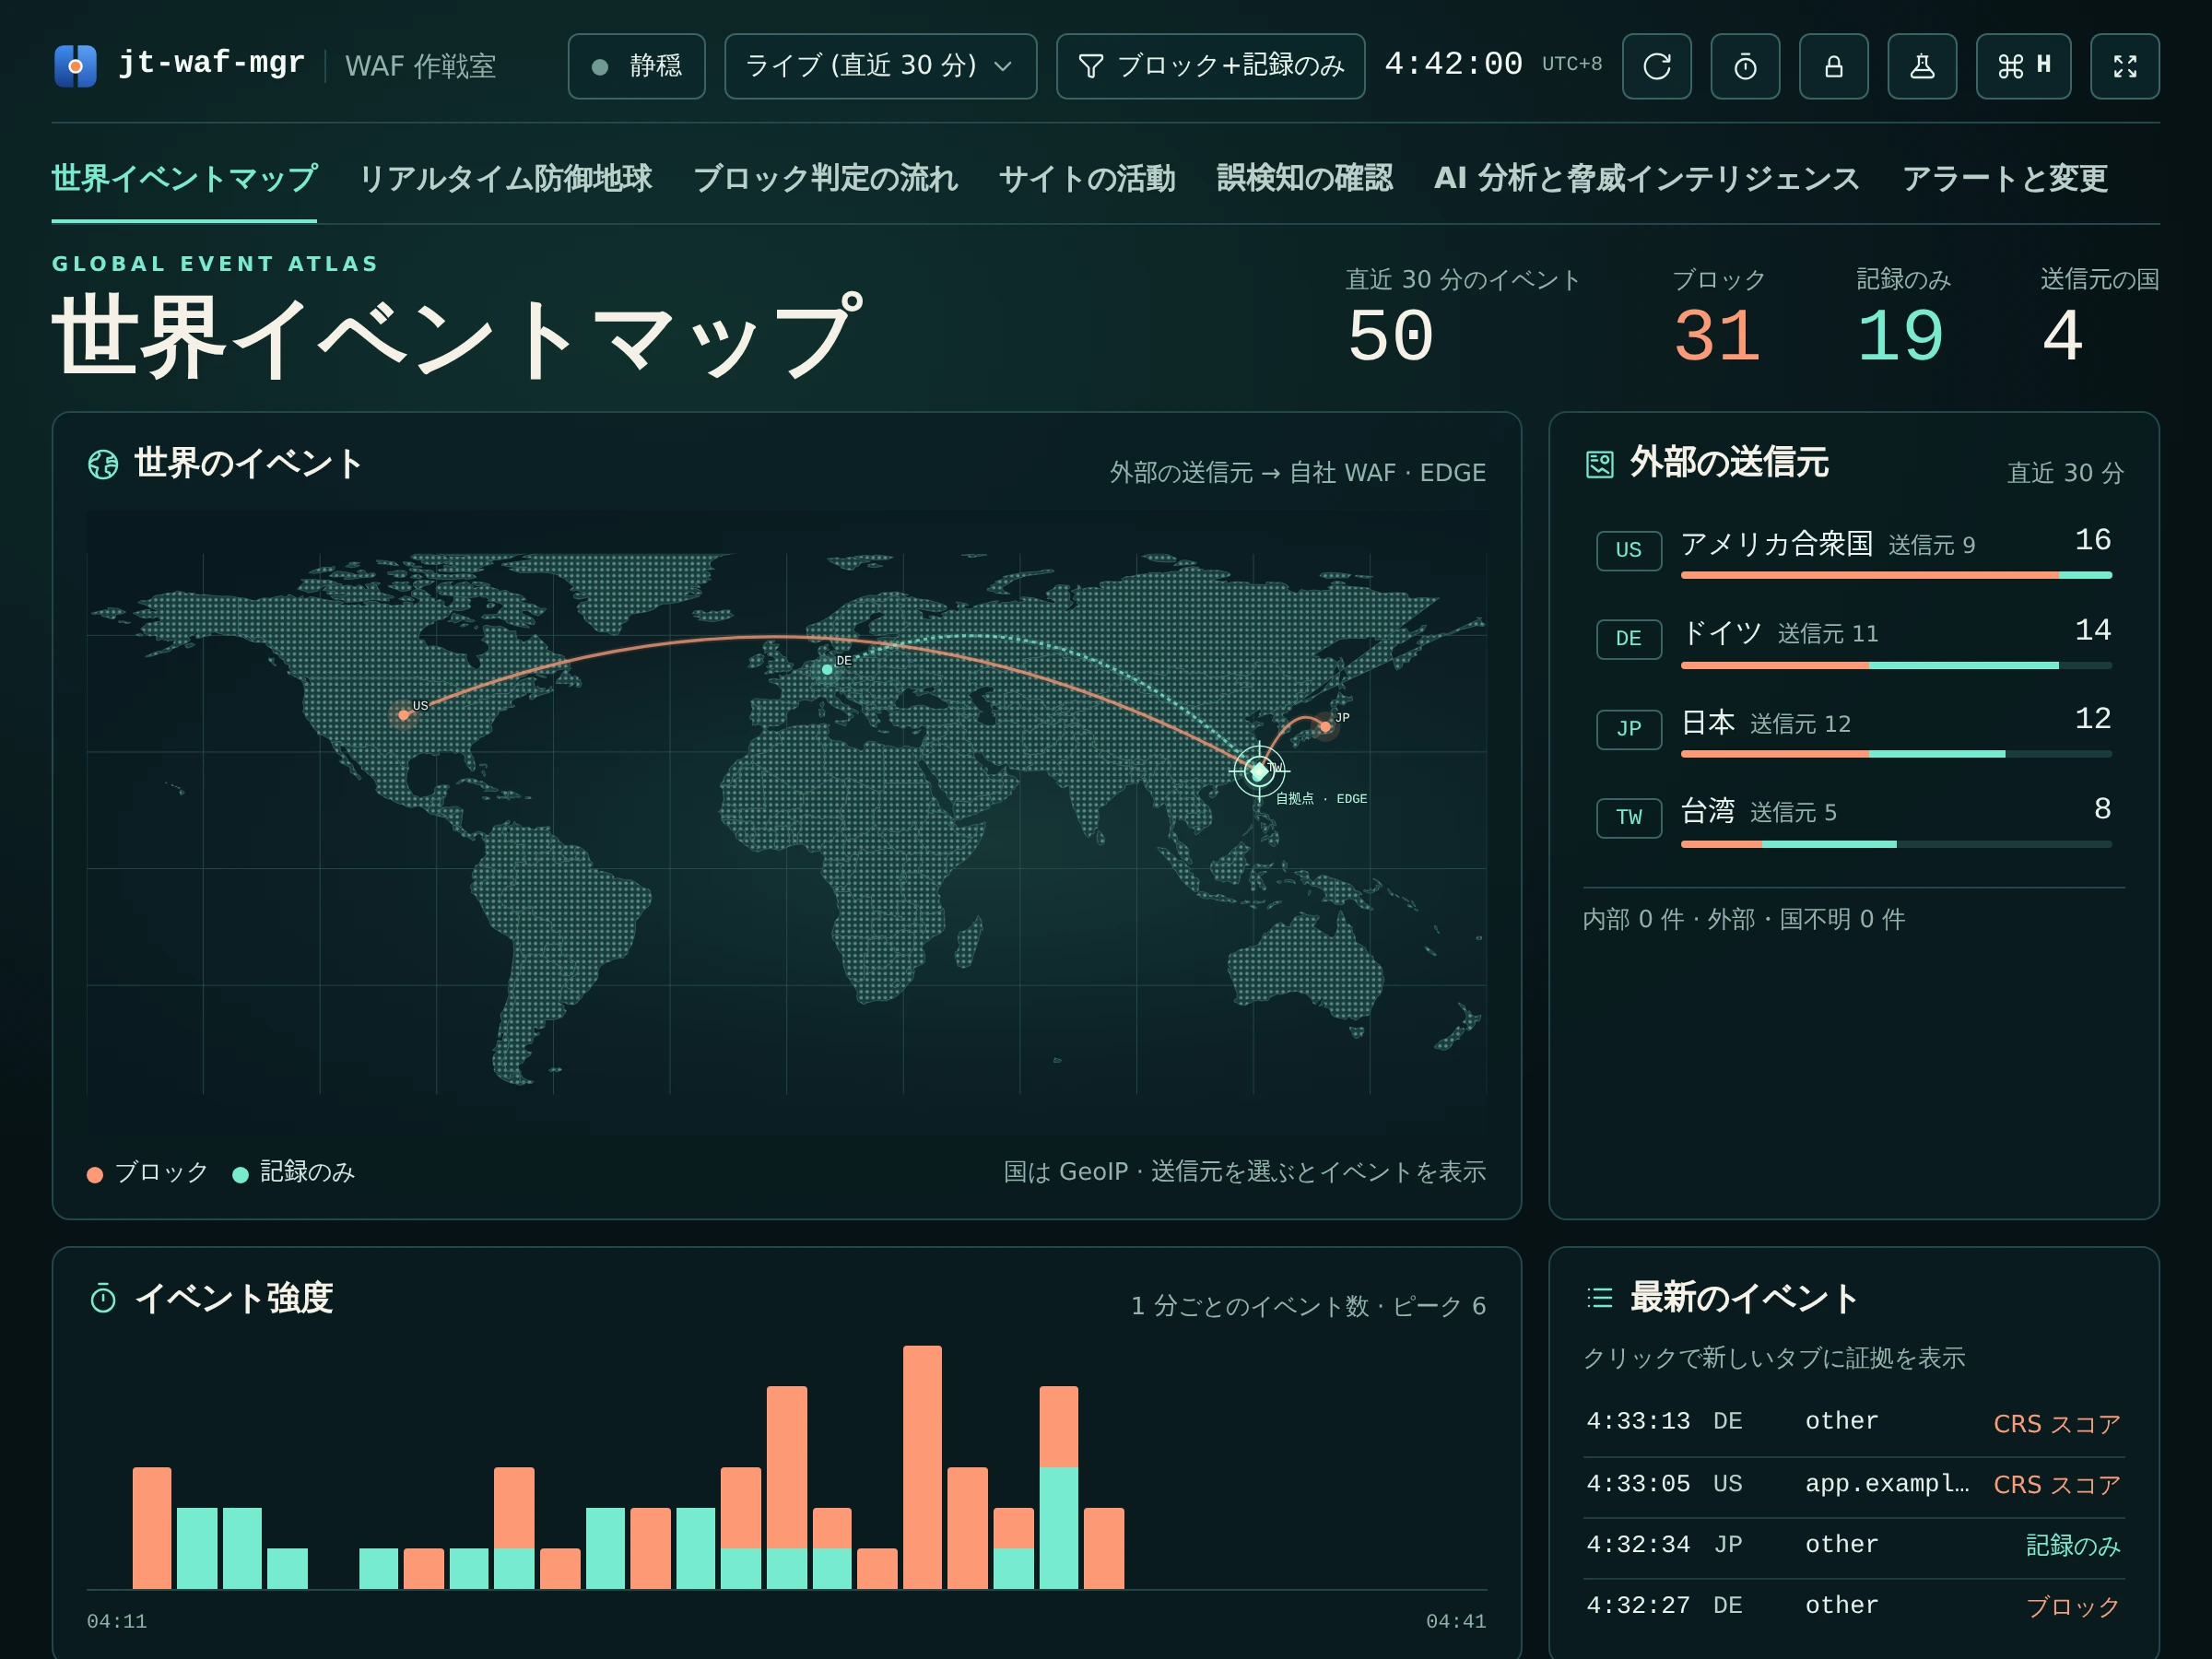 jt-waf-mgr
WAF 作戦室
静穏
ライブ (直近 30 分)
ブロック+記録のみ
4:42:00 UTC+8
⌘ H
世界イベントマップ
リアルタイム防御地球
ブロック判定の流れ
サイトの活動
誤検知の確認
AI 分析と脅威インテリジェンス
アラートと変更
GLOBAL EVENT ATLAS
世界イベントマップ
直近 30 分のイベント
50
ブロック
31
記録のみ
19
送信元の国
4
世界のイベント
外部の送信元 → 自社 WAF · EDGE
US
DE
JP
TW
自拠点 · EDGE
ブロック
記録のみ
国は GeoIP · 送信元を選ぶとイベントを表示
外部の送信元
直近 30 分
US アメリカ合衆国 送信元 9 16
DE ドイツ 送信元 11 14
JP 日本 送信元 12 12
TW 台湾 送信元 5 8
内部 0 件 · 外部・国不明 0 件
イベント強度
1 分ごとのイベント数 · ピーク 6
04:11
04:41
最新のイベント
クリックで新しいタブに証拠を表示
4:33:13 DE other CRS スコア
4:33:05 US app.exampl… CRS スコア
4:32:34 JP other 記録のみ
4:32:27 DE other ブロック